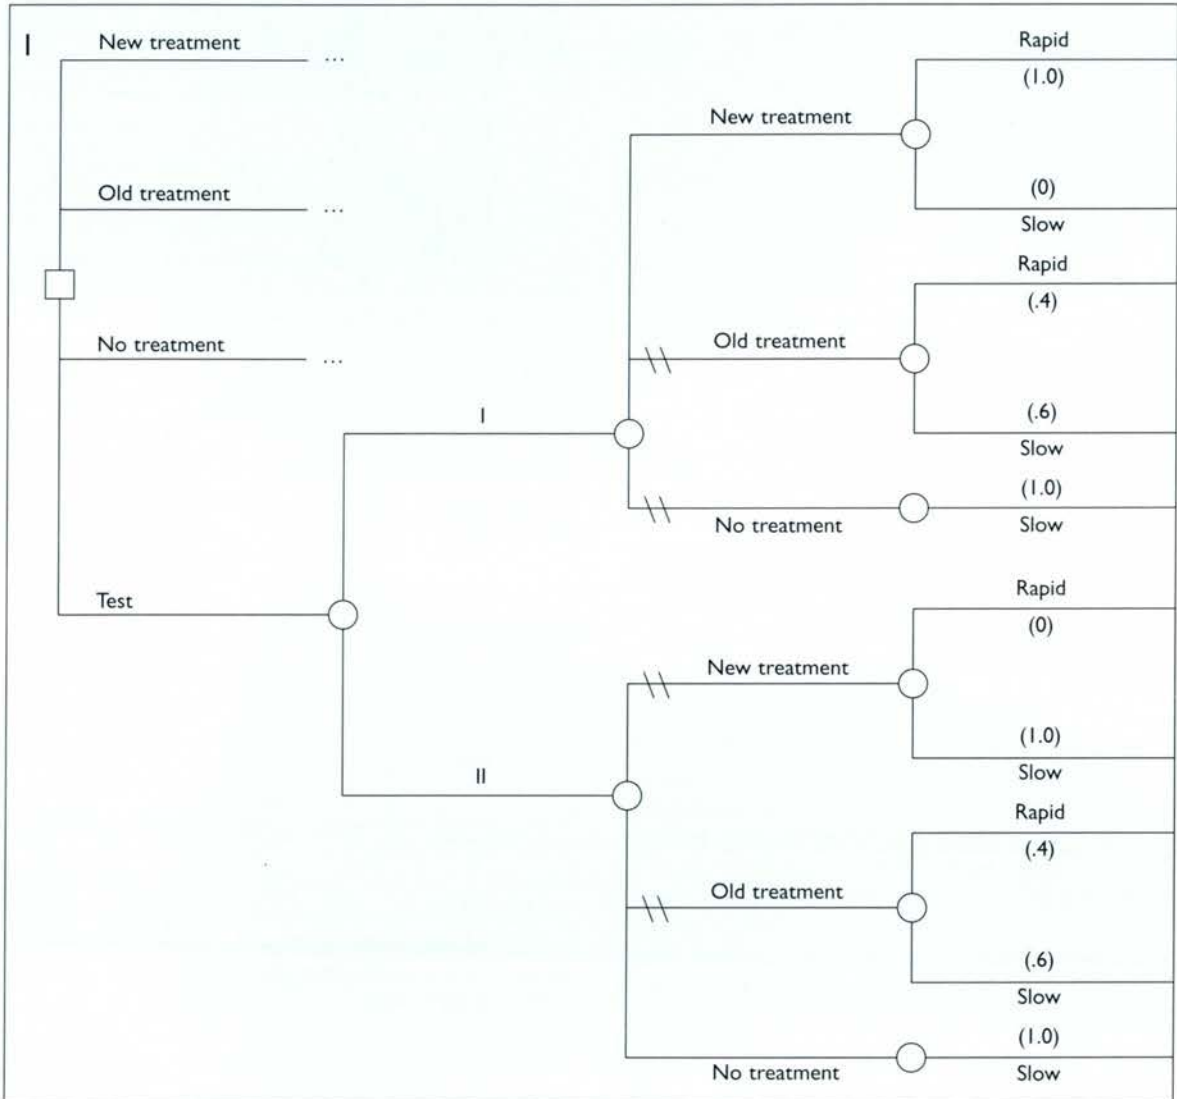 I
New treatment ...
Old treatment ...
No treatment ...
Test
I
II
New treatment
Rapid
(1.0)
(0)
Slow
Old treatment
Rapid
(.4)
(.6)
Slow
No treatment
(1.0)
Slow
New treatment
Rapid
(0)
(1.0)
Slow
Old treatment
Rapid
(.4)
(.6)
Slow
No treatment
(1.0)
Slow